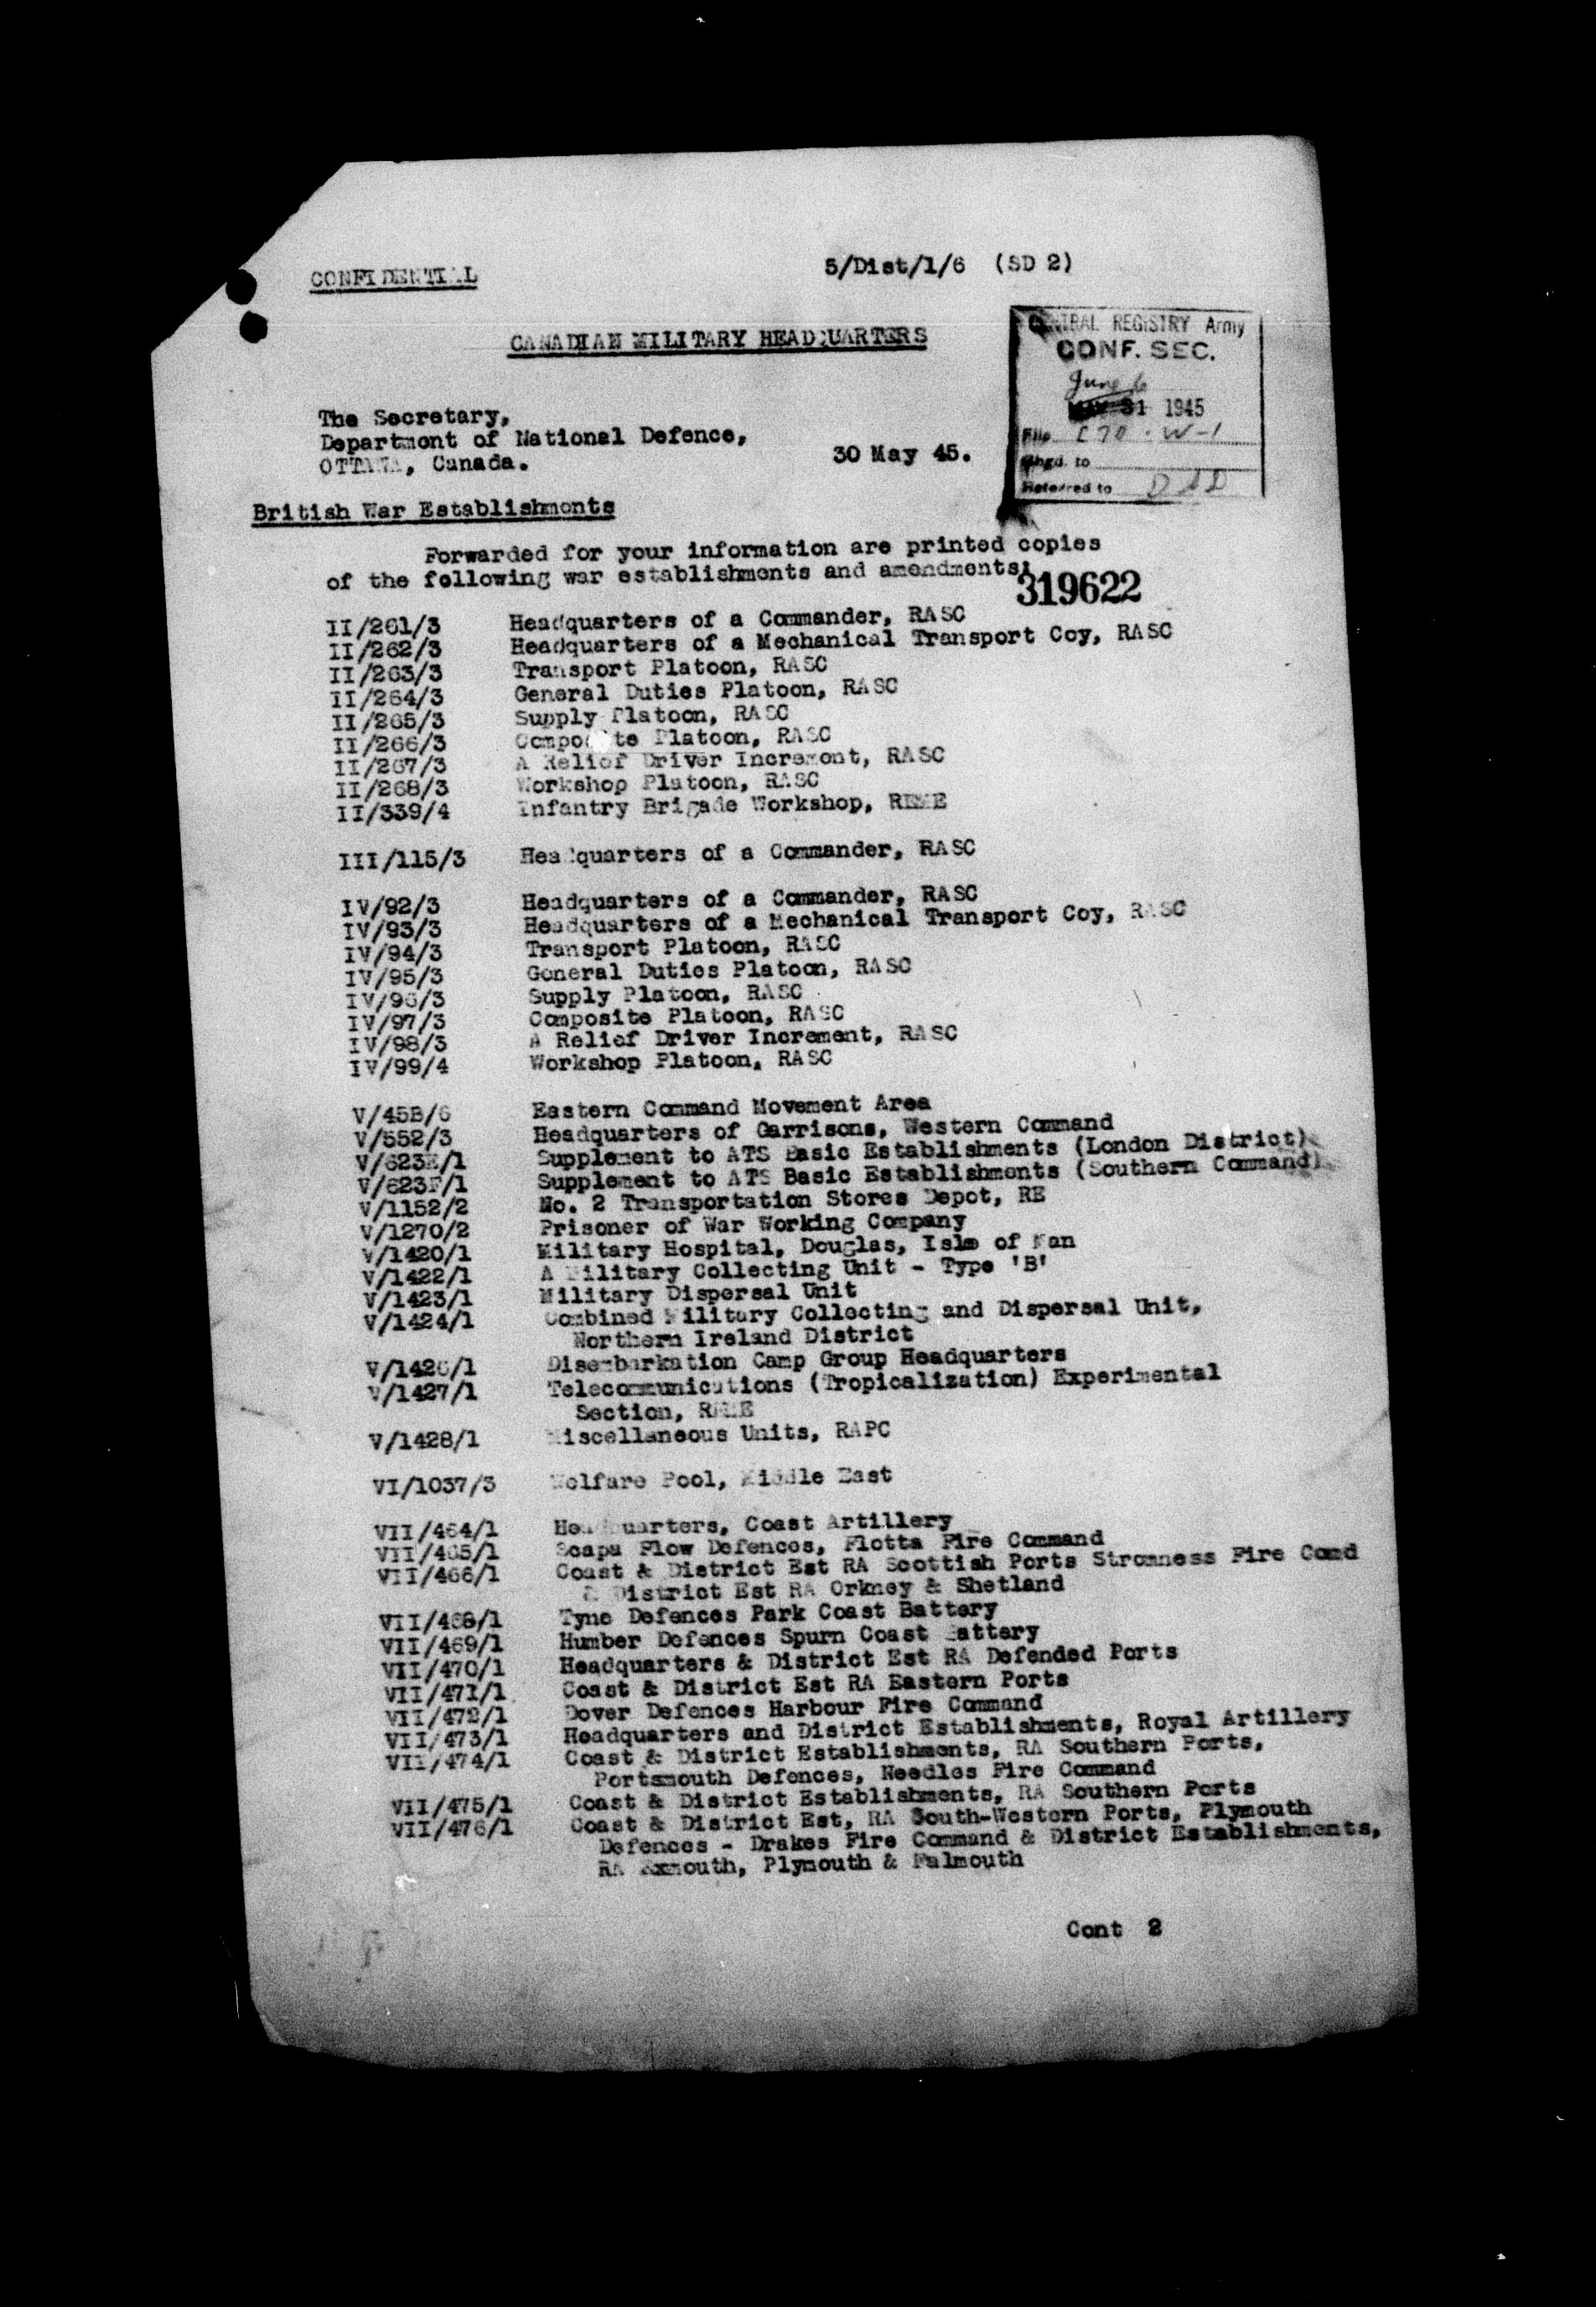 CONFIDENTIAL
5/Dist/1/6 (SD 2)
CANADIAN MILITARY HEADQUARTERS
CENTRAL REGISTRY Army
CONF. SEC.
June 6
MAY 31 1945
File C70 - W-1
Chgd. to
Referred to
The Secretary,
Department of National Defence,
OTTAWA, Canada.
30 May 45.
British War Establishments
Forwarded for your information are printed copies
of the following war establishments and amendments:
319622
II/261/3 Headquarters of a Commander, RASC
II/262/3 Headquarters of a Mechanical Transport Coy, RASC
II/263/3 Transport Platoon, RASC
II/264/3 General Duties Platoon, RASC
II/265/3 Supply Platoon, RASC
II/266/3 Composite Platoon, RASC
II/267/3 A Relief Driver Increment, RASC
II/268/3 Workshop Platoon, RASC
II/339/4 Infantry Brigade Workshop, REME
III/115/3 Headquarters of a Commander, RASC
IV/92/3 Headquarters of a Commander, RASC
IV/93/3 Headquarters of a Mechanical Transport Coy, RASC
IV/94/3 Transport Platoon, RASC
IV/95/3 General Duties Platoon, RASC
IV/96/3 Supply Platoon, RASC
IV/97/3 Composite Platoon, RASC
IV/98/3 A Relief Driver Increment, RASC
IV/99/4 Workshop Platoon, RASC
V/45B/6 Eastern Command Movement Area
V/552/3 Headquarters of Garrisons, Western Command
V/623E/1 Supplement to ATS Basic Establishments (London District)
V/623F/1 Supplement to ATS Basic Establishments (Southern Command)
V/1152/2 No. 2 Transportation Stores Depot, RE
V/1270/2 Prisoner of War Working Company
V/1420/1 Military Hospital, Douglas, Isle of Man
V/1422/1 A Military Collecting Unit - Type 'B'
V/1423/1 Military Dispersal Unit
V/1424/1 Combined Military Collecting and Dispersal Unit,
Northern Ireland District
V/1426/1 Disembarkation Camp Group Headquarters
V/1427/1 Telecommunications (Tropicalization) Experimental
Section, REME
V/1428/1 Miscellaneous Units, RAPC
VI/1037/3 Welfare Pool, Middle East
VII/464/1 Headquarters, Coast Artillery
VII/465/1 Scapa Flow Defences, Flotta Fire Command
VII/466/1 Coast & District Est RA Scottish Ports Stromness Fire Comd
& District Est RA Orkney & Shetland
VII/468/1 Tyne Defences Park Coast Battery
VII/469/1 Humber Defences Spurn Coast Battery
VII/470/1 Headquarters & District Est RA Defended Ports
VII/471/1 Coast & District Est RA Eastern Ports
VII/472/1 Dover Defences Harbour Fire Command
VII/473/1 Headquarters and District Establishments, Royal Artillery
VII/474/1 Coast & District Establishments, RA Southern Ports,
Portsmouth Defences, Needles Fire Command
VII/475/1 Coast & District Establishments, RA Southern Ports
VII/476/1 Coast & District Est, RA South-Western Ports, Plymouth
Defences - Drakes Fire Command & District Establishments,
RA Exmouth, Plymouth & Falmouth
Cont 2